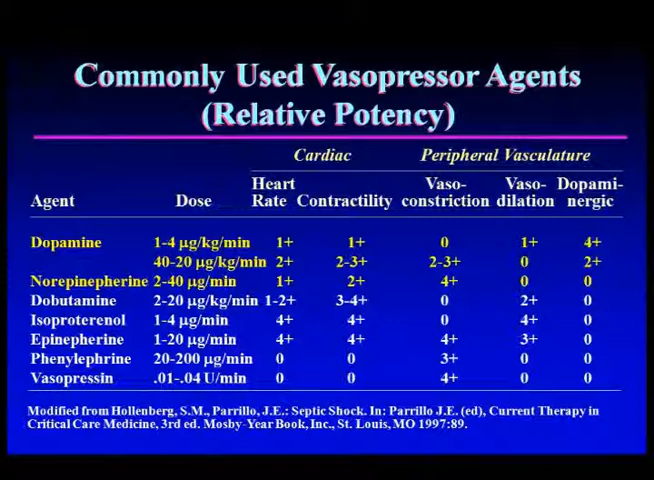 Commonly Used Vasopressor Agents
(Relative Potency)
Cardiac Peripheral Vasculature
Heart Vaso- Vaso- Dopami-
Agent Dose Rate Contractility constriction dilation nergic
Dopamine 1-4 µg/kg/min 1+ 1+ 0 1+ 4+
40-20 µg/kg/min 2+ 2-3+ 2-3+ 0 2+
Norepinepherine 2-40 µg/min 1+ 2+ 4+ 0 0
Dobutamine 2-20 µg/kg/min 1-2+ 3-4+ 0 2+ 0
Isoproterenol 1-4 µg/min 4+ 4+ 0 4+ 0
Epinepherine 1-20 µg/min 4+ 4+ 4+ 3+ 0
Phenylephrine 20-200 µg/min 0 0 3+ 0 0
Vasopressin .01-.04 U/min 0 0 4+ 0 0
Modified from Hollenberg, S.M., Parrillo, J.E.: Septic Shock. In: Parrillo J.E. (ed), Current Therapy in
Critical Care Medicine, 3rd ed. Mosby-Year Book, Inc., St. Louis, MO 1997:89.